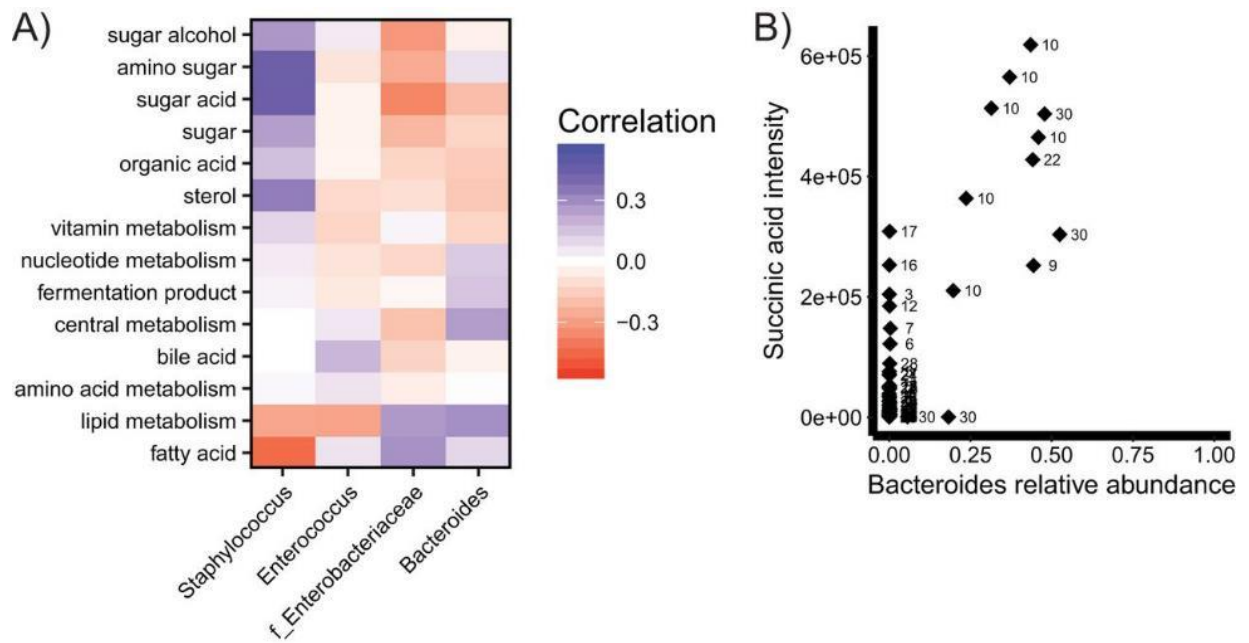 A)
sugar alcohol
amino sugar
sugar acid
sugar
organic acid
sterol
vitamin metabolism
nucleotide metabolism
fermentation product
central metabolism
bile acid
amino acid metabolism
lipid metabolism
fatty acid
Staphylococcus
Enterococcus
f_Enterobacteriaceae
Bacteroides
Correlation
0.3
0.0
−0.3
B)
Succinic acid intensity
6e+05
4e+05
2e+05
0e+00
10
10
10
30
10
22
10
17
30
16
9
3
10
12
7
6
28
30
30
0.00 0.25 0.50 0.75 1.00
Bacteroides relative abundance